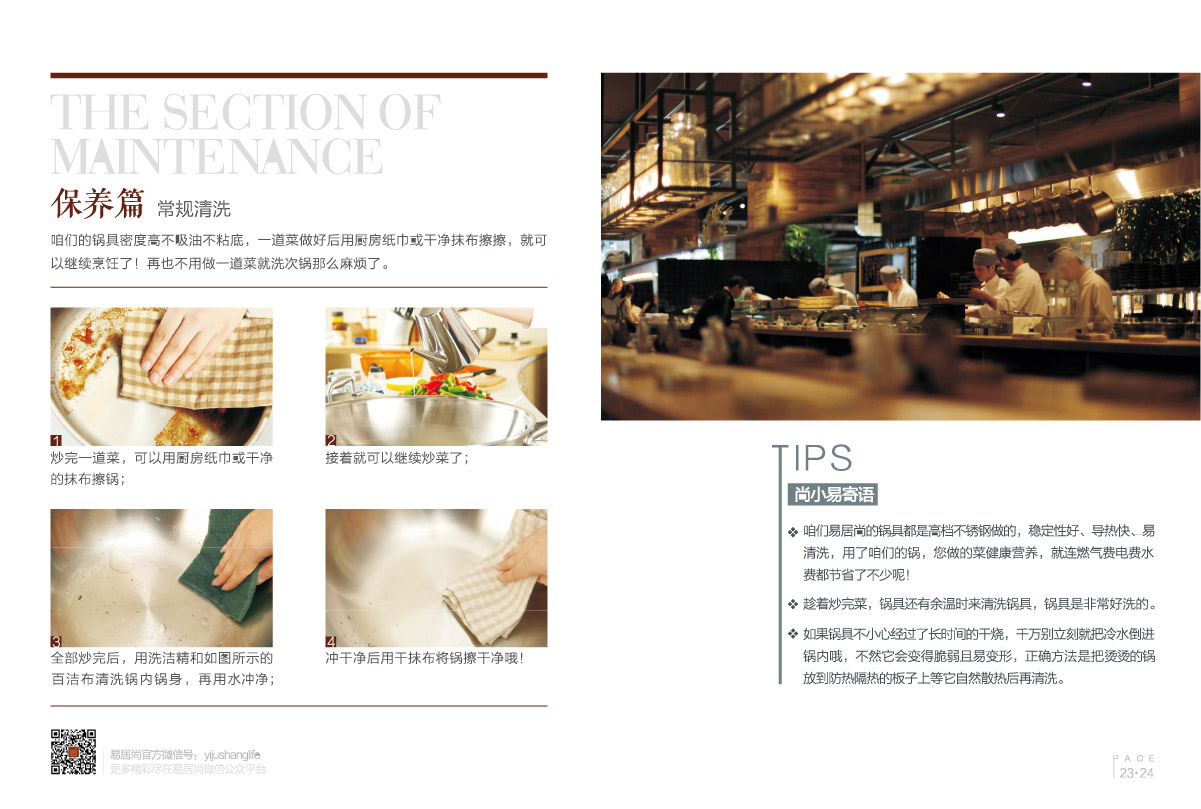 THE SECTION OF
MAINTENANCE
保养篇 常规清洗
咱们的锅具密度高不吸油不粘底，一道菜做好后用厨房纸巾或干净抹布擦擦，就可
以继续烹饪了！再也不用做一道菜就洗次锅那么麻烦了。
1
炒完一道菜，可以用厨房纸巾或干净
的抹布擦锅；
2
接着就可以继续炒菜了；
3
全部炒完后，用洗洁精和如图所示的
百洁布清洗锅内锅身，再用水冲净；
4
冲干净后用干抹布将锅擦干净哦！
易居尚官方微信号：yijushanglife
更多精彩尽在易居尚微信公众平台
TIPS
尚小易寄语
❖ 咱们易居尚的锅具都是高档不锈钢做的，稳定性好、导热快、易
清洗，用了咱们的锅，您做的菜健康营养，就连燃气费电费水
费都节省了不少呢！
❖ 趁着炒完菜，锅具还有余温时来清洗锅具，锅具是非常好洗的。
❖ 如果锅具不小心经过了长时间的干烧，千万别立刻就把冷水倒进
锅内哦，不然它会变得脆弱且易变形，正确方法是把烫烫的锅
放到防热隔热的板子上等它自然散热后再清洗。
PAGE
23·24